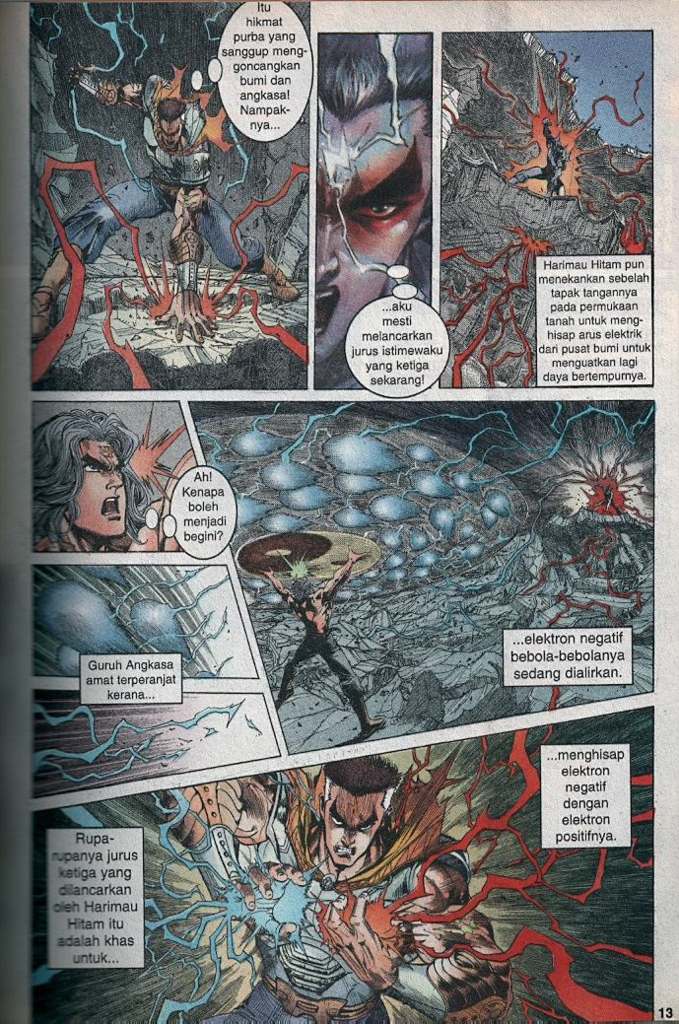 Itu
hikmat
purba yang
sanggup meng-
goncangkan
bumi dan
angkasa!
Nampak-
nya...
...aku
mesti
melancarkan
jurus istimewaku
yang ketiga
sekarang!
Harimau Hitam pun
menekankan sebelah
tapak tangannya
pada permukaan
tanah untuk meng-
hisap arus elektrik
dari pusat bumi untuk
menguatkan lagi
daya bertempurnya.
Ah!
Kenapa
boleh
menjadi
begini?
Guruh Angkasa
amat terperanjat
kerana...
...elektron negatif
bebola-bebolanya
sedang dialirkan.
Rupa-
rupanya jurus
ketiga yang
dilancarkan
oleh Harimau
Hitam itu
adalah khas
untuk...
...menghisap
elektron
negatif
dengan
elektron
positifnya.
13